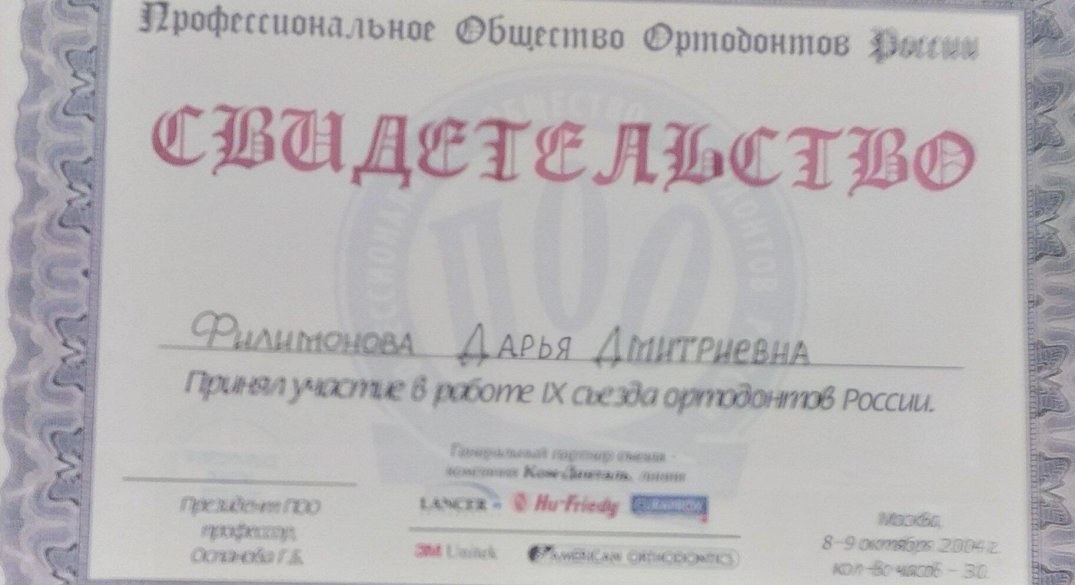 Профессиональное Общество Ортодонтов России
СВИДЕТЕЛЬСТВО
ПОО
Филимонова Дарья Дмитриевна
Принял участие в работе IX съезда ортодонтов России.
Генеральный партнер съезда -
компания
LANCER Hu-Friedy
3M Unitek AMERICAN ORTHODONTICS
Президент ПОО
профессор,
Москва,
8-9 октября 2004 г.
кол-во часов - 30